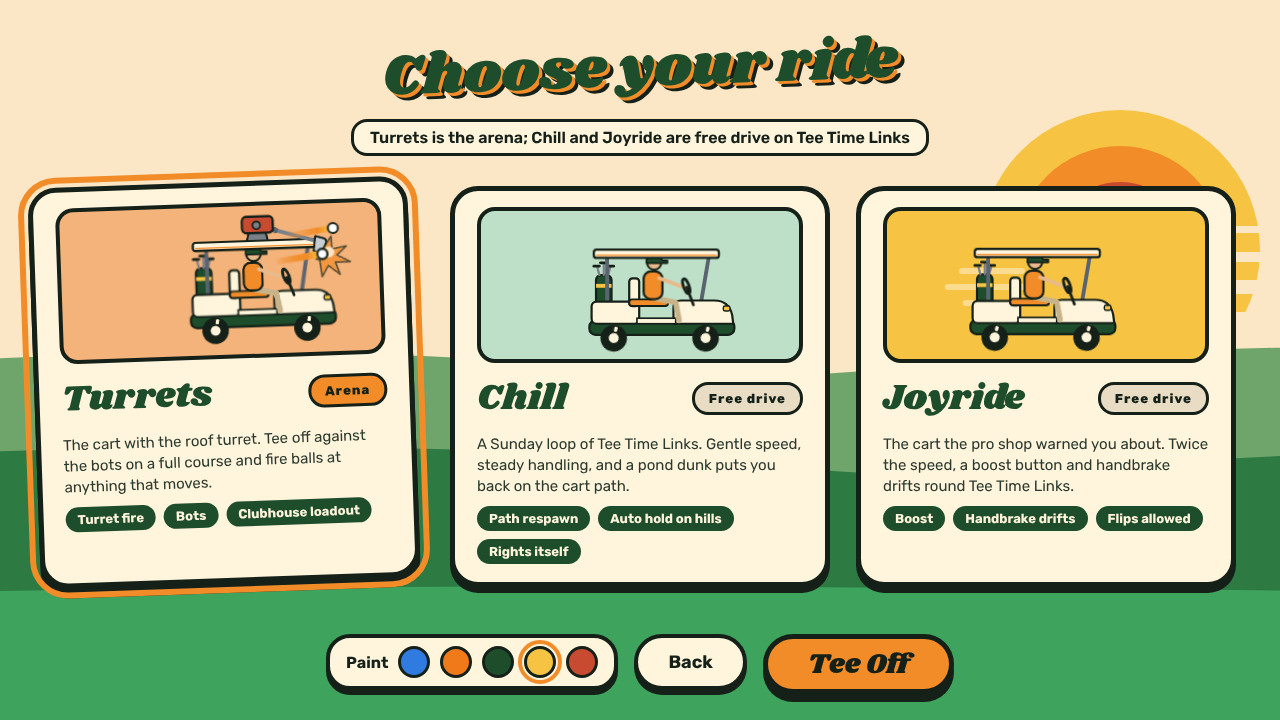 Choose your ride
Turrets is the arena; Chill and Joyride are free drive on Tee Time Links
Turrets
Arena
The cart with the roof turret. Tee off against
the bots on a full course and fire balls at
anything that moves.
Turret fire
Bots
Clubhouse loadout
Chill
Free drive
A Sunday loop of Tee Time Links. Gentle speed,
steady handling, and a pond dunk puts you
back on the cart path.
Path respawn
Auto hold on hills
Rights itself
Joyride
Free drive
The cart the pro shop warned you about. Twice
the speed, a boost button and handbrake
drifts round Tee Time Links.
Boost
Handbrake drifts
Flips allowed
Paint
Back
Tee Off